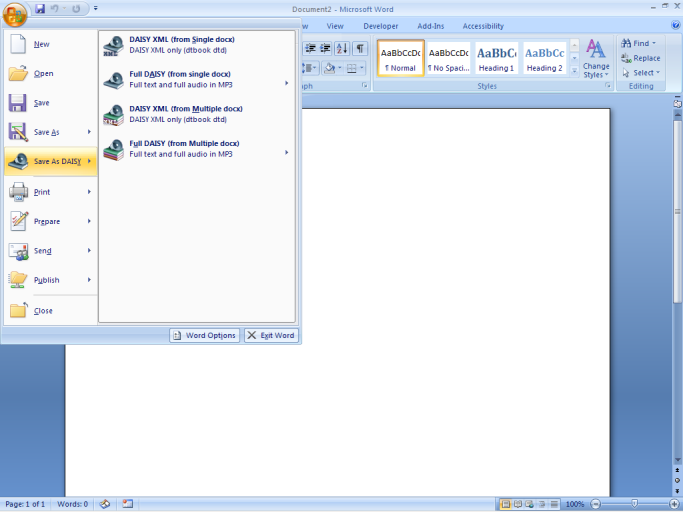 Document2 - Microsoft Word
w View Developer Add-Ins Accessibility
New
Open
Save
Save As
Save As DAISY
Print
Prepare
Send
Publish
Close
DAISY XML (from Single docx)
DAISY XML only (dtbook dtd)
Full DAISY (from single docx)
Full text and full audio in MP3
DAISY XML (from Multiple docx)
DAISY XML only (dtbook dtd)
Full DAISY (from Multiple docx)
Full text and full audio in MP3
Word Options Exit Word
AaBbCcDc AaBbCcDc AaBbC AaBbCc
¶ Normal ¶ No Spaci... Heading 1 Heading 2
Change
Styles
Find
Replace
Select
ph Styles Editing
Page: 1 of 1 Words: 0 100%